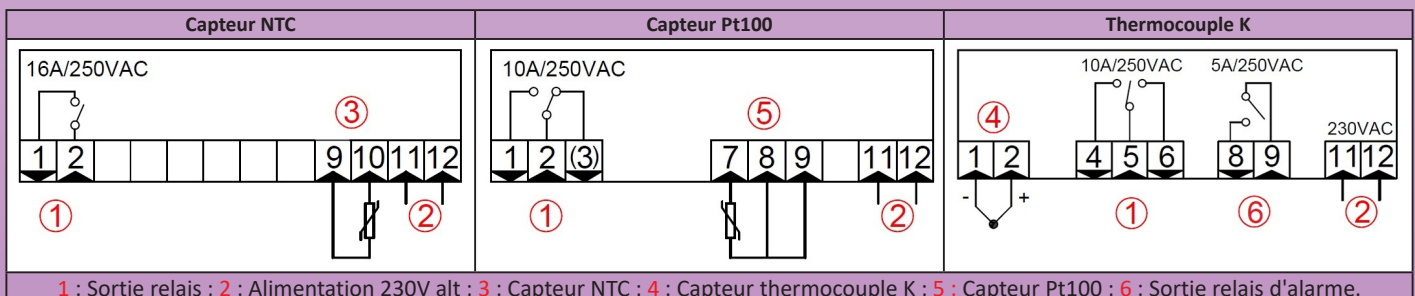 Capteur NTC
Capteur Pt100
Thermocouple K
16A/250VAC
③
1 2 9 10 11 12
① ②
10A/250VAC
⑤
1 2 (3) 7 8 9 11 12
① ②
10A/250VAC 5A/250VAC
④
230VAC
1 2 4 5 6 8 9 11 12
- +
① ⑥ ②
1 : Sortie relais ; 2 : Alimentation 230V alt ; 3 : Capteur NTC ; 4 : Capteur thermocouple K ; 5 : Capteur Pt100 ; 6 : Sortie relais d'alarme.